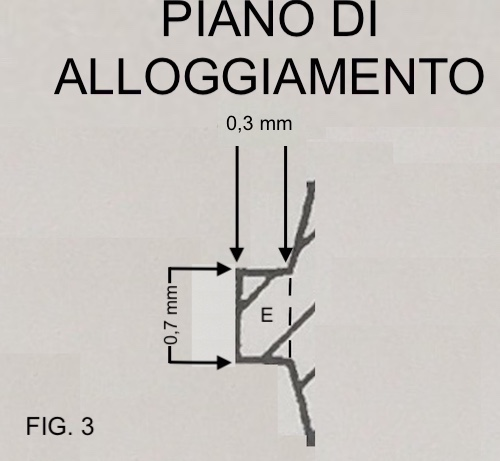 PIANO DI
ALLOGGIAMENTO
0,3 mm
0,7 mm
E
FIG. 3